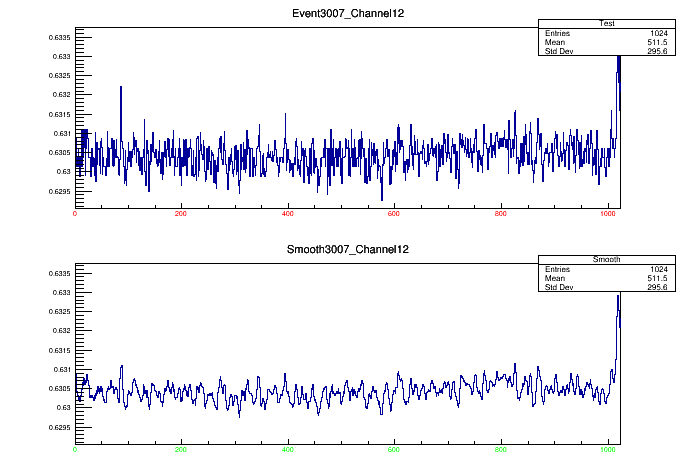 Event3007_Channel12
Test
Entries 1024
Mean 511.5
Std Dev 295.6
0.6335
0.633
0.6325
0.632
0.6315
0.631
0.6305
0.63
0.6295
0 200 400 600 800 1000
Smooth3007_Channel12
Smooth
Entries 1024
Mean 511.5
Std Dev 295.6
0.6335
0.633
0.6325
0.632
0.6315
0.631
0.6305
0.63
0.6295
0 200 400 600 800 1000